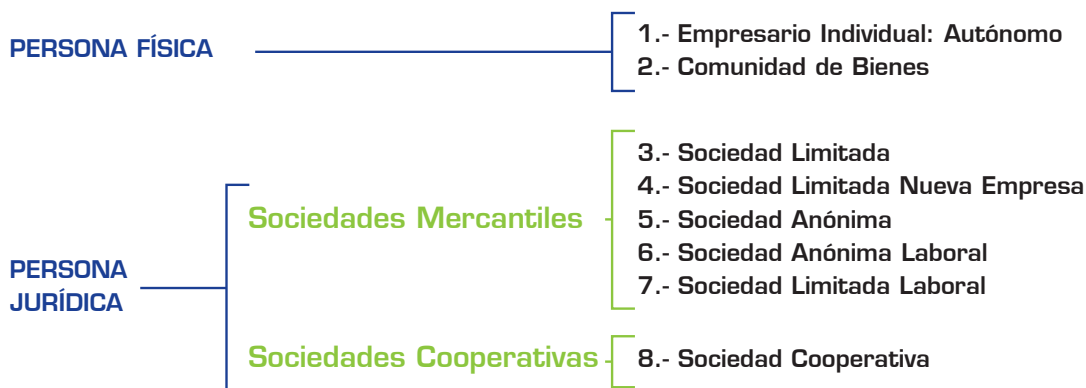 PERSONA FÍSICA
1.- Empresario Individual: Autónomo
2.- Comunidad de Bienes
PERSONA
JURÍDICA
Sociedades Mercantiles
3.- Sociedad Limitada
4.- Sociedad Limitada Nueva Empresa
5.- Sociedad Anónima
6.- Sociedad Anónima Laboral
7.- Sociedad Limitada Laboral
Sociedades Cooperativas
8.- Sociedad Cooperativa